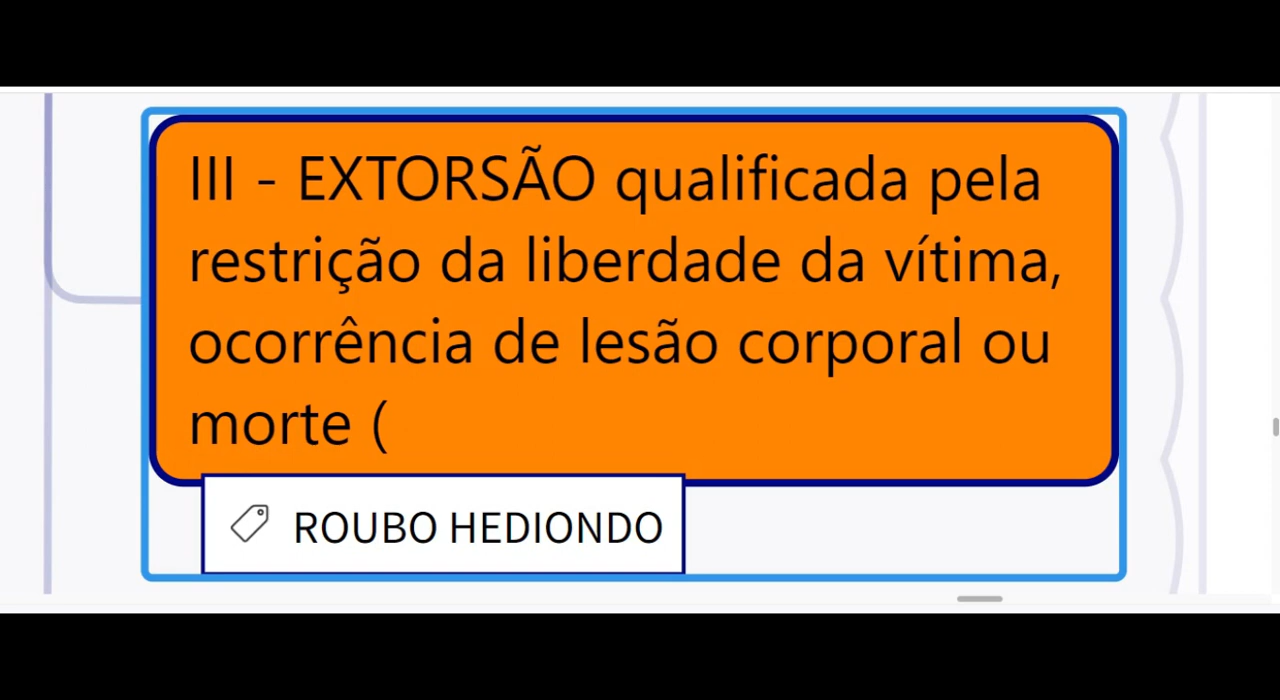 III - EXTORSÃO qualificada pela
restrição da liberdade da vítima,
ocorrência de lesão corporal ou
morte (
ROUBO HEDIONDO